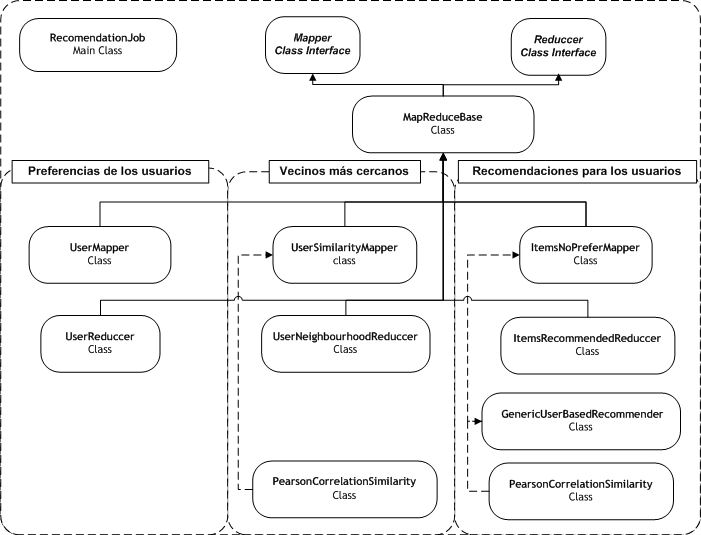 RecomendationJob
Main Class
Mapper
Class Interface
Reduccer
Class Interface
MapReduceBase
Class
Preferencias de los usuarios
Vecinos más cercanos
Recomendaciones para los usuarios
UserMapper
Class
UserSimilarityMapper
class
ItemsNoPreferMapper
Class
UserReduccer
Class
UserNeighbourhoodReduccer
Class
ItemsRecommendedReduccer
Class
GenericUserBasedRecommender
Class
PearsonCorrelationSimilarity
Class
PearsonCorrelationSimilarity
Class